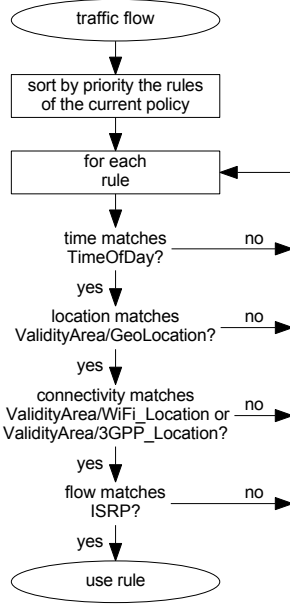 traffic flow
sort by priority the rules
of the current policy
for each
rule
time matches
TimeOfDay?
no
yes
location matches
ValidityArea/GeoLocation?
no
yes
connectivity matches
ValidityArea/WiFi_Location or
ValidityArea/3GPP_Location?
no
yes
flow matches
ISRP?
no
yes
use rule